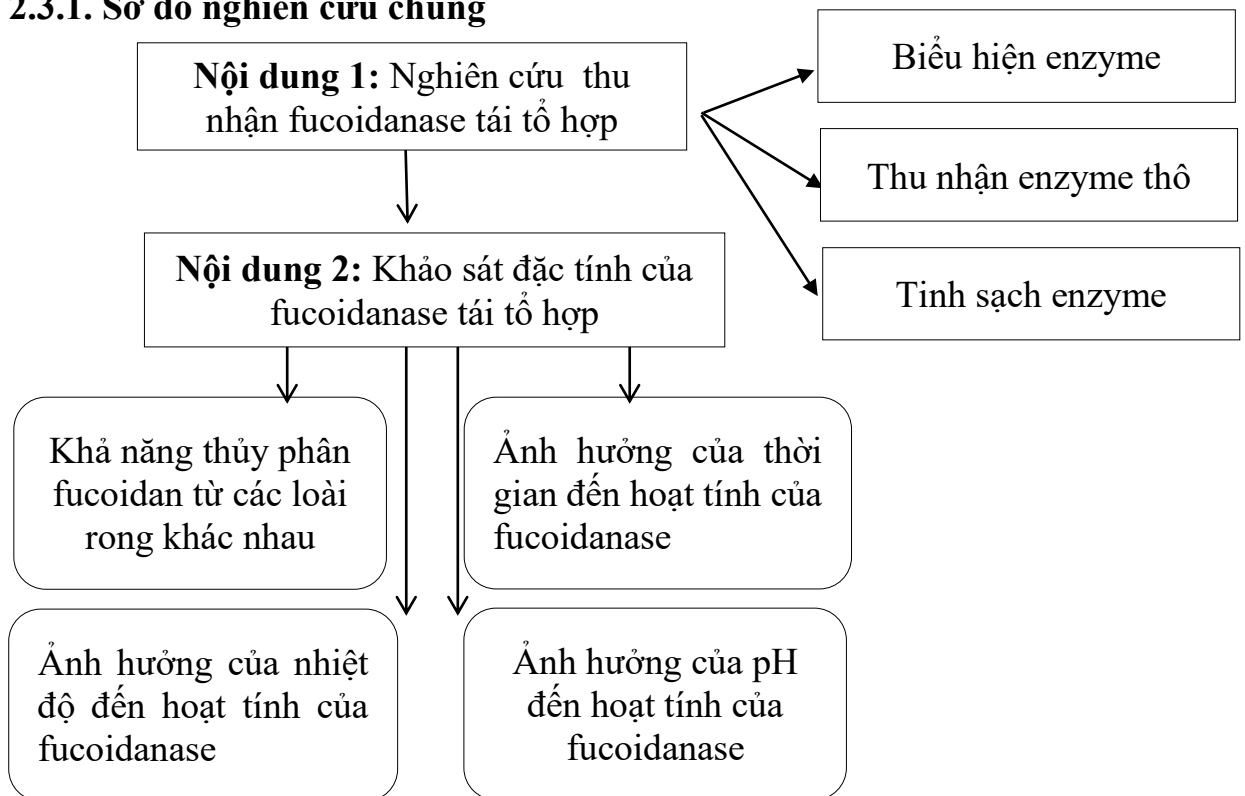 2.3.1. Sơ đồ nghiên cứu chung
Nội dung 1: Nghiên cứu thu
nhận fucoidanase tái tổ hợp
Biểu hiện enzyme
Thu nhận enzyme thô
Tinh sạch enzyme
Nội dung 2: Khảo sát đặc tính của
fucoidanase tái tổ hợp
Khả năng thủy phân
fucoidan từ các loài
rong khác nhau
Ảnh hưởng của thời
gian đến hoạt tính của
fucoidanase
Ảnh hưởng của nhiệt
độ đến hoạt tính của
fucoidanase
Ảnh hưởng của pH
đến hoạt tính của
fucoidanase